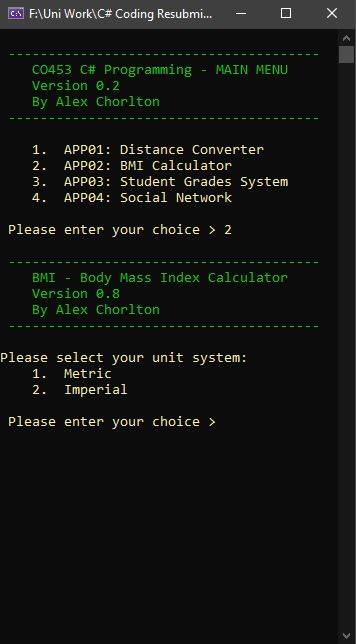 F:\Uni Work\C# Coding Resubmi...
----------------------------------------
CO453 C# Programming - MAIN MENU
Version 0.2
By Alex Chorlton
----------------------------------------
1. APP01: Distance Converter
2. APP02: BMI Calculator
3. APP03: Student Grades System
4. APP04: Social Network
Please enter your choice > 2
----------------------------------------
BMI - Body Mass Index Calculator
Version 0.8
By Alex Chorlton
----------------------------------------
Please select your unit system:
1. Metric
2. Imperial
Please enter your choice >